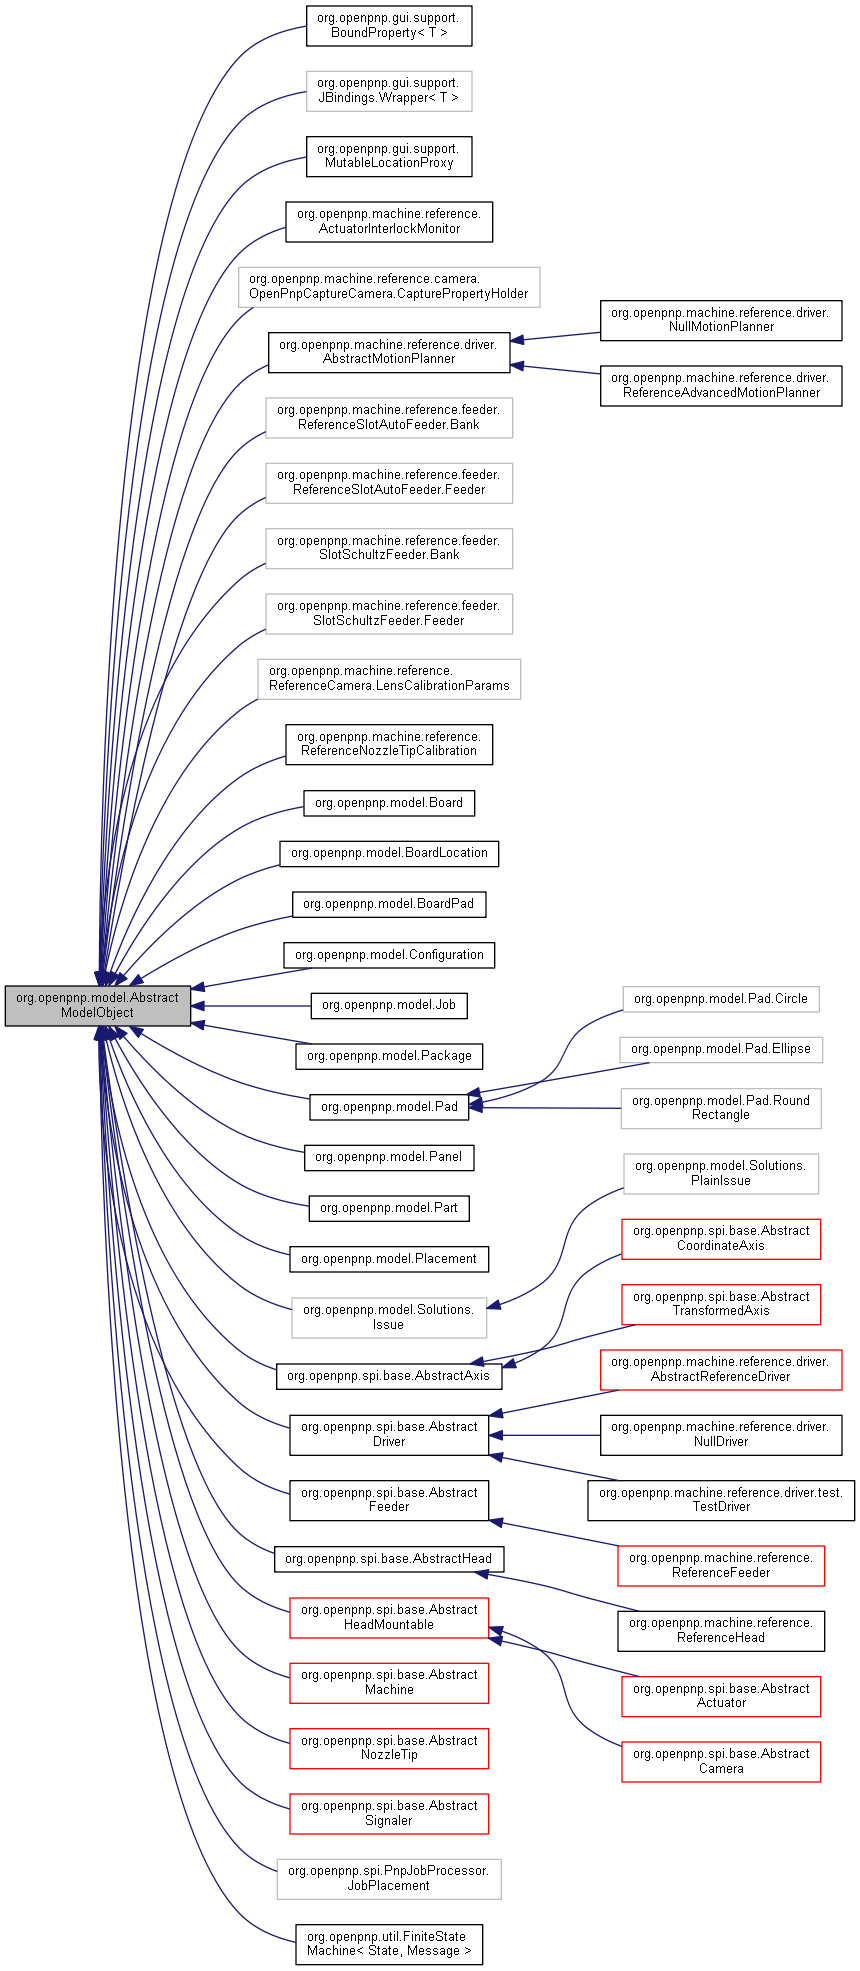 org.openpnp.gui.support.
BoundProperty< T >
org.openpnp.gui.support.
JBindings.Wrapper< T >
org.openpnp.gui.support.
MutableLocationProxy
org.openpnp.machine.reference.
ActuatorInterlockMonitor
org.openpnp.machine.reference.camera.
OpenPnpCaptureCamera.CapturePropertyHolder
org.openpnp.machine.reference.driver.
AbstractMotionPlanner
org.openpnp.machine.reference.driver.
NullMotionPlanner
org.openpnp.machine.reference.driver.
ReferenceAdvancedMotionPlanner
org.openpnp.machine.reference.feeder.
ReferenceSlotAutoFeeder.Bank
org.openpnp.machine.reference.feeder.
ReferenceSlotAutoFeeder.Feeder
org.openpnp.machine.reference.feeder.
SlotSchultzFeeder.Bank
org.openpnp.machine.reference.feeder.
SlotSchultzFeeder.Feeder
org.openpnp.machine.reference.
ReferenceCamera.LensCalibrationParams
org.openpnp.machine.reference.
ReferenceNozzleTipCalibration
org.openpnp.model.Board
org.openpnp.model.BoardLocation
org.openpnp.model.BoardPad
org.openpnp.model.Configuration
org.openpnp.model.Abstract
ModelObject
org.openpnp.model.Job
org.openpnp.model.Package
org.openpnp.model.Pad
org.openpnp.model.Pad.Circle
org.openpnp.model.Pad.Ellipse
org.openpnp.model.Pad.Round
Rectangle
org.openpnp.model.Panel
org.openpnp.model.Part
org.openpnp.model.Placement
org.openpnp.model.Solutions.
Issue
org.openpnp.model.Solutions.
PlainIssue
org.openpnp.spi.base.AbstractAxis
org.openpnp.spi.base.Abstract
CoordinateAxis
org.openpnp.spi.base.Abstract
TransformedAxis
org.openpnp.spi.base.Abstract
Driver
org.openpnp.machine.reference.driver.
AbstractReferenceDriver
org.openpnp.machine.reference.driver.
NullDriver
org.openpnp.machine.reference.driver.test.
TestDriver
org.openpnp.spi.base.Abstract
Feeder
org.openpnp.machine.reference.
ReferenceFeeder
org.openpnp.spi.base.AbstractHead
org.openpnp.machine.reference.
ReferenceHead
org.openpnp.spi.base.Abstract
HeadMountable
org.openpnp.spi.base.Abstract
Actuator
org.openpnp.spi.base.Abstract
Camera
org.openpnp.spi.base.Abstract
Machine
org.openpnp.spi.base.Abstract
NozzleTip
org.openpnp.spi.base.Abstract
Signaler
org.openpnp.spi.PnpJobProcessor.
JobPlacement
org.openpnp.util.FiniteState
Machine< State, Message >